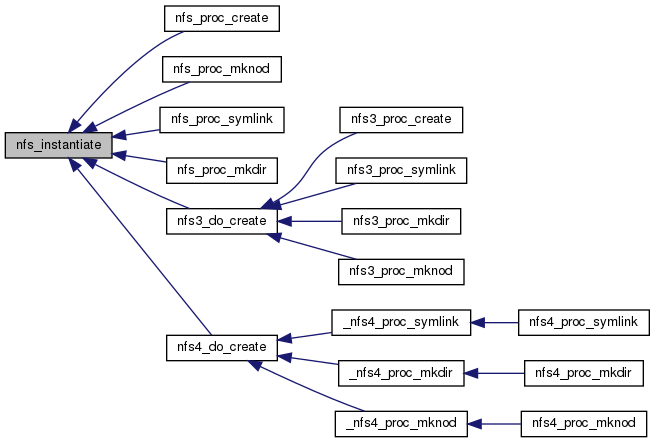 nfs_proc_create
nfs_proc_mknod
nfs_proc_symlink
nfs3_proc_create
nfs_instantiate
nfs_proc_mkdir
nfs3_proc_symlink
nfs3_do_create
nfs3_proc_mkdir
nfs3_proc_mknod
_nfs4_proc_symlink
nfs4_proc_symlink
nfs4_do_create
_nfs4_proc_mkdir
nfs4_proc_mkdir
_nfs4_proc_mknod
nfs4_proc_mknod